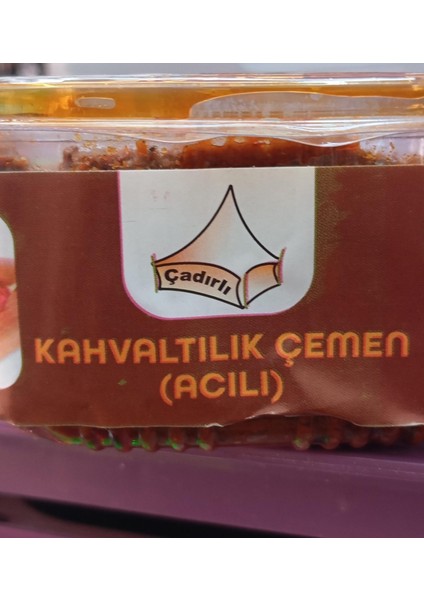 Çadırlı
KAHVALTILIK ÇEMEN
(ACILI)